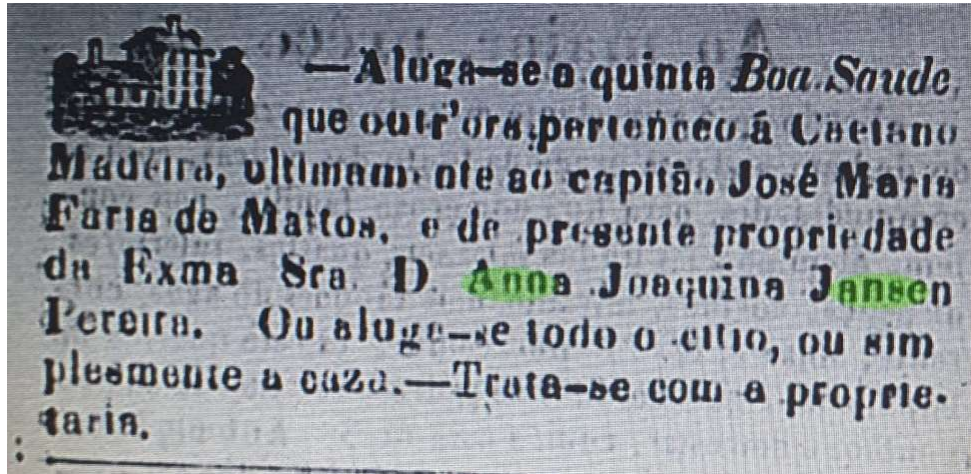 —Aluga-se a quinta Boa Saude,
que outr'ora pertenceo á Caetano
Madeira, ultimamente ao capitão José Maria
Faria de Mattos, e de presente propriedade
da Exma Sra. D. Anna Joaquina Jansen
Pereira. Ou aluga-se todo o citio, ou sim
plesmente a caza.—Trata-se com a proprie-
taria.